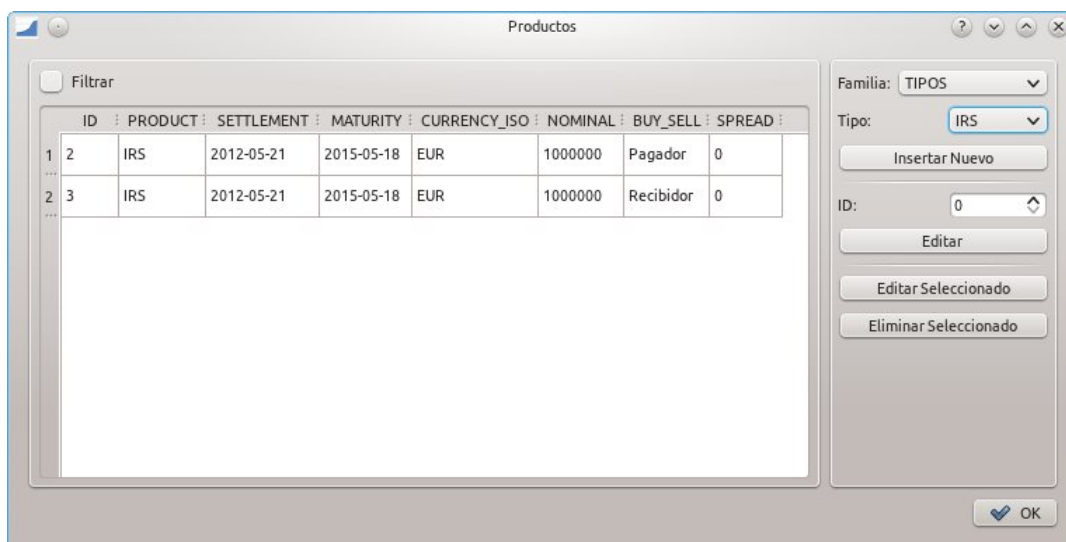 Productos
?
Filtrar
ID PRODUCT SETTLEMENT MATURITY CURRENCY_ISO NOMINAL BUY_SELL SPREAD
1 2 IRS 2012-05-21 2015-05-18 EUR 1000000 Pagador 0
...
2 3 IRS 2012-05-21 2015-05-18 EUR 1000000 Recibidor 0
...
Familia: TIPOS
Tipo: IRS
Insertar Nuevo
ID: 0
Editar
Editar Seleccionado
Eliminar Seleccionado
OK